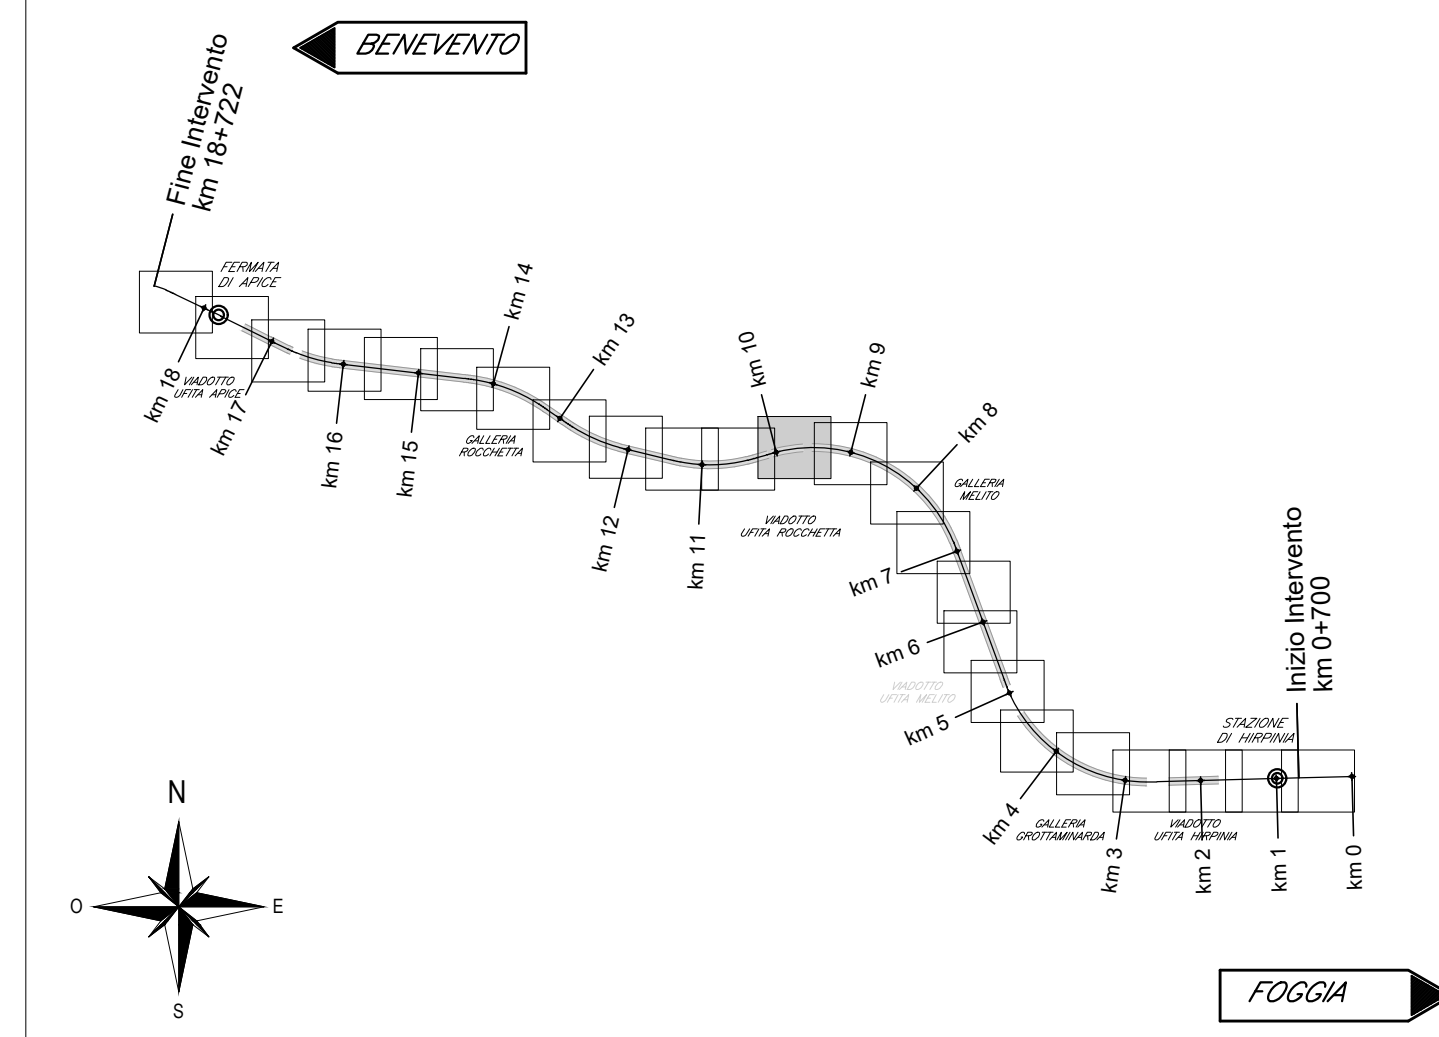 BENEVENTO
Fine Intervento
km 18+722
FERMATA
DI APICE
km 18
VIADOTTO
UFITA APICE
km 17
km 16
km 15
km 14
GALLERIA
ROCCHETTA
km 13
km 12
km 11
km 10
VIADOTTO
UFITA ROCCHETTA
km 9
km 8
GALLERIA
MELITO
km 7
km 6
VIADOTTO
UFITA MELITO
km 5
km 4
GALLERIA
GROTTAMINARDA
km 3
VIADOTTO
UFITA HIRPINIA
km 2
STAZIONE
DI HIRPINIA
km 1
Inizio Intervento
km 0+700
km 0
N
O
E
S
FOGGIA